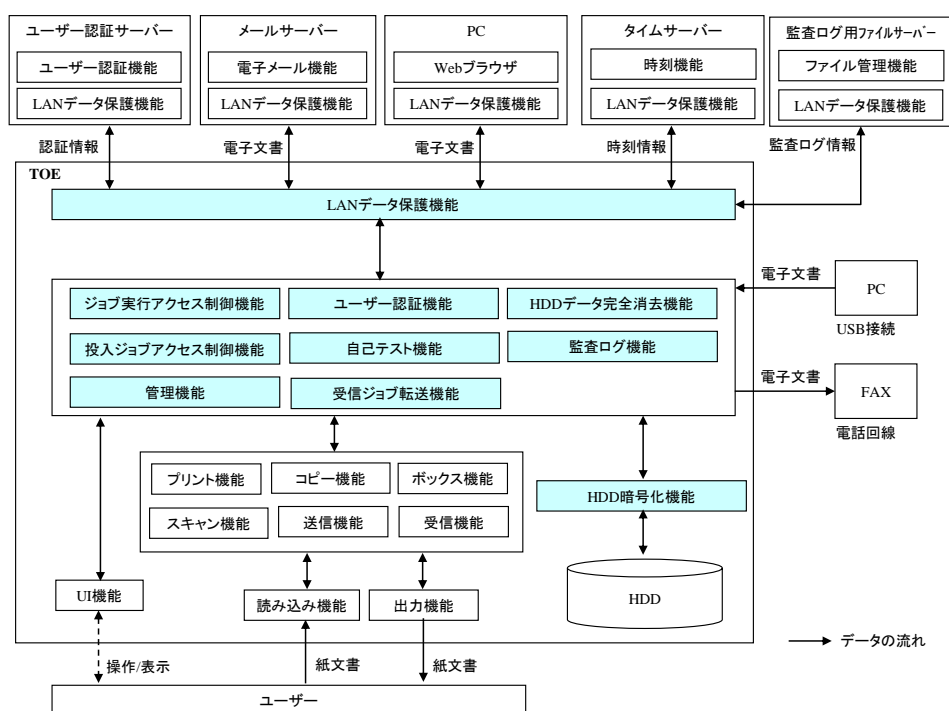 ユーザー認証サーバー
ユーザー認証機能
LANデータ保護機能
メールサーバー
電子メール機能
LANデータ保護機能
PC
Webブラウザ
LANデータ保護機能
タイムサーバー
時刻機能
LANデータ保護機能
監査ログ用ファイルサーバー
ファイル管理機能
LANデータ保護機能
認証情報
電子文書
電子文書
時刻情報
監査ログ情報
TOE
LANデータ保護機能
ジョブ実行アクセス制御機能
ユーザー認証機能
HDDデータ完全消去機能
投入ジョブアクセス制御機能
自己テスト機能
監査ログ機能
管理機能
受信ジョブ転送機能
電子文書
PC
USB接続
電子文書
FAX
電話回線
プリント機能
コピー機能
ボックス機能
スキャン機能
送信機能
受信機能
HDD暗号化機能
UI機能
読み込み機能
出力機能
HDD
データの流れ
操作/表示
紙文書
紙文書
ユーザー